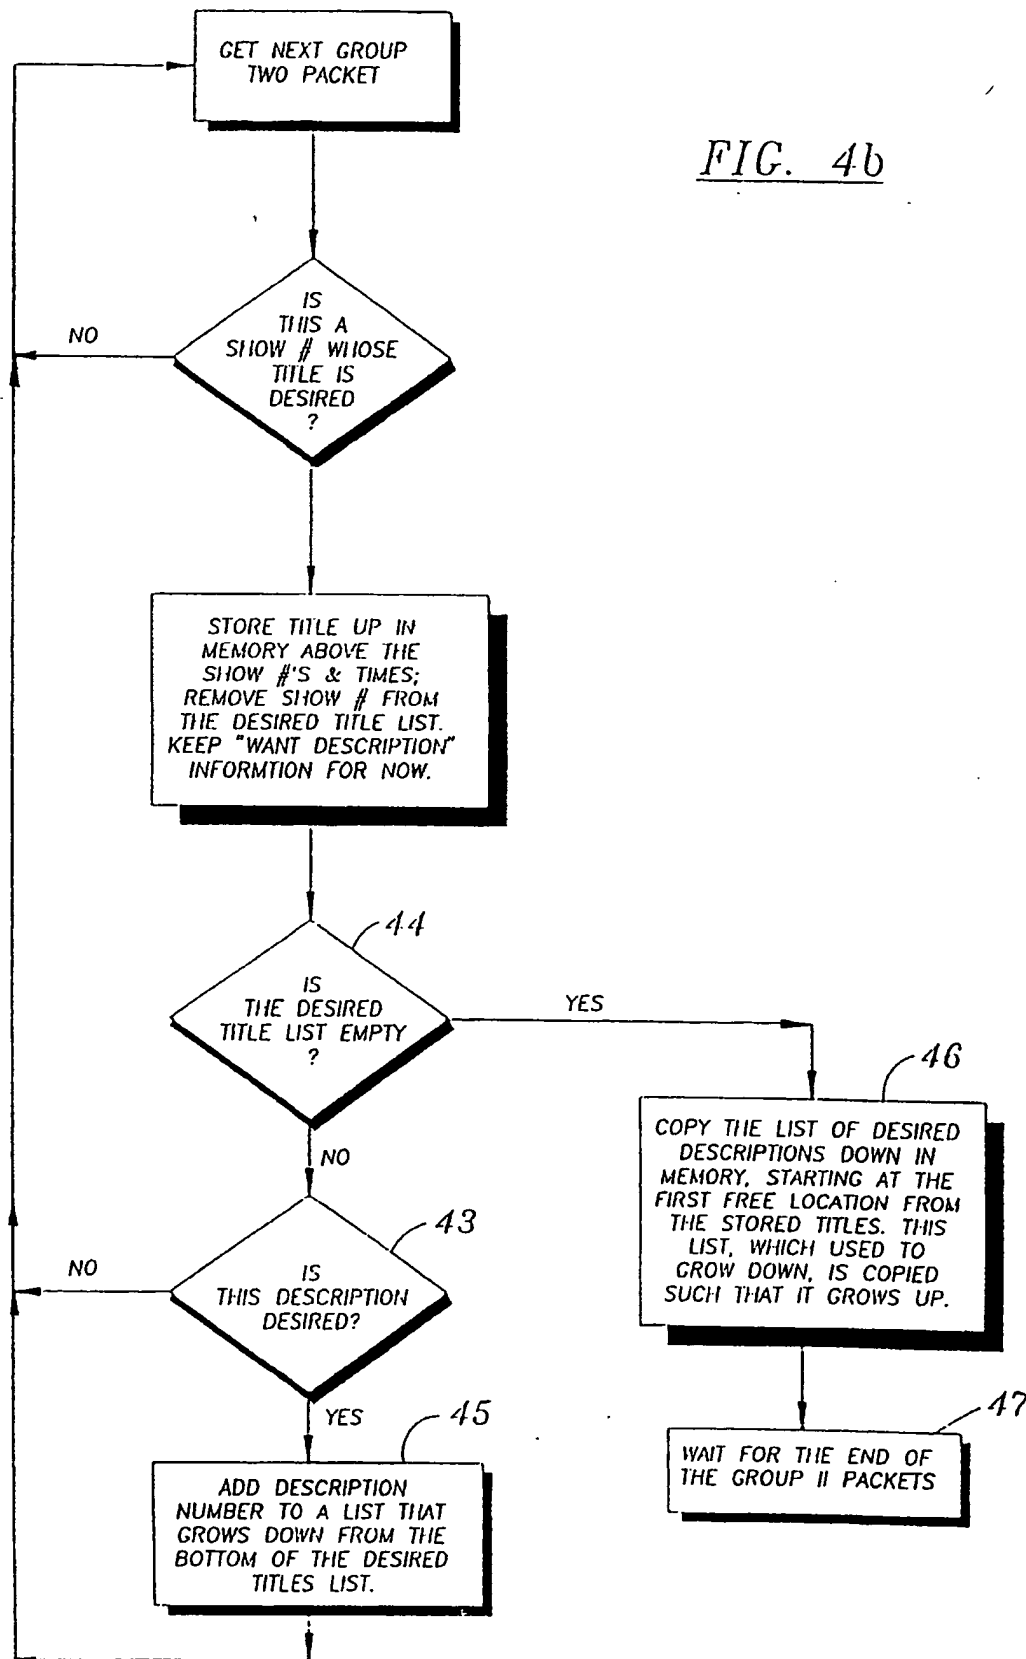 GET NEXT GROUP
TWO PACKET
FIG. 4b
IS
THIS A
SHOW # WHOSE
TITLE IS
DESIRED
?
NO
STORE TITLE UP IN
MEMORY ABOVE THE
SHOW #'S & TIMES;
REMOVE SHOW # FROM
THE DESIRED TITLE LIST.
KEEP "WANT DESCRIPTION"
INFORMTION FOR NOW.
44
IS
THE DESIRED
TITLE LIST EMPTY
?
YES
NO
46
COPY THE LIST OF DESIRED
DESCRIPTIONS DOWN IN
MEMORY, STARTING AT THE
FIRST FREE LOCATION FROM
THE STORED TITLES. THIS
LIST, WHICH USED TO
GROW DOWN, IS COPIED
SUCH THAT IT GROWS UP.
43
IS
THIS DESCRIPTION
DESIRED?
NO
YES
45
ADD DESCRIPTION
NUMBER TO A LIST THAT
GROWS DOWN FROM THE
BOTTOM OF THE DESIRED
TITLES LIST.
47
WAIT FOR THE END OF
THE GROUP II PACKETS